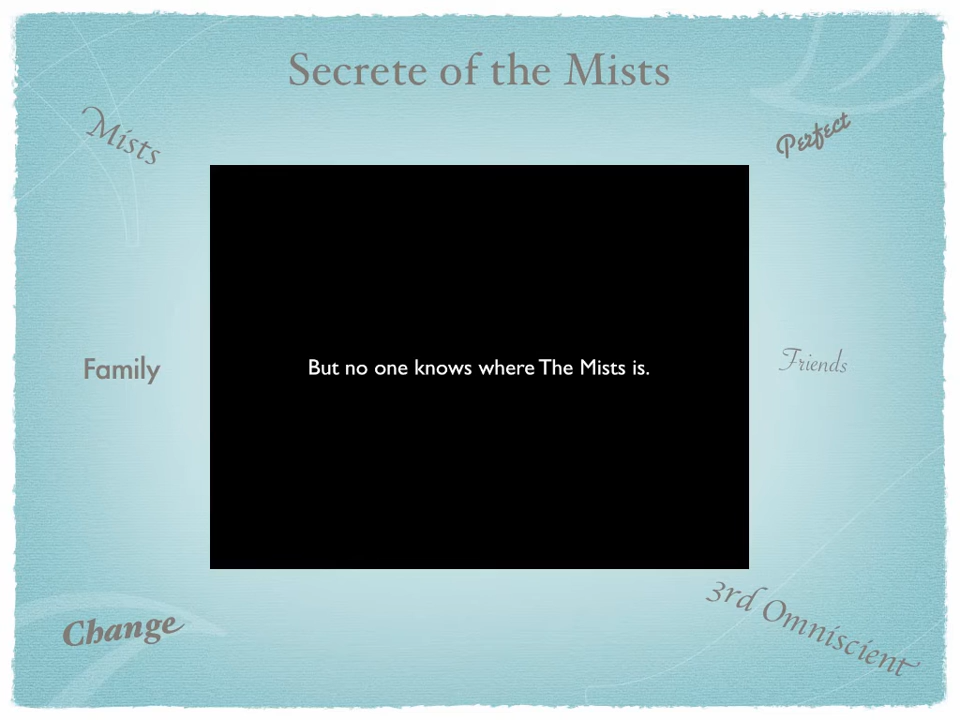 Secrete of the Mists
Mists
Perfect
Family
But no one knows where The Mists is.
Friends
Change
3rd Omniscient